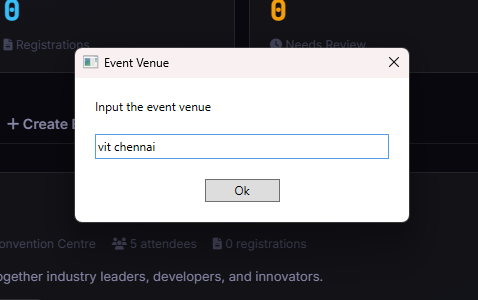 0
0
Registrations
Needs Review
Event Venue
Input the event venue
+ Create
vit chennai
Ok
onvention Centre 5 attendees 0 registrations
ogether industry leaders, developers, and innovators.